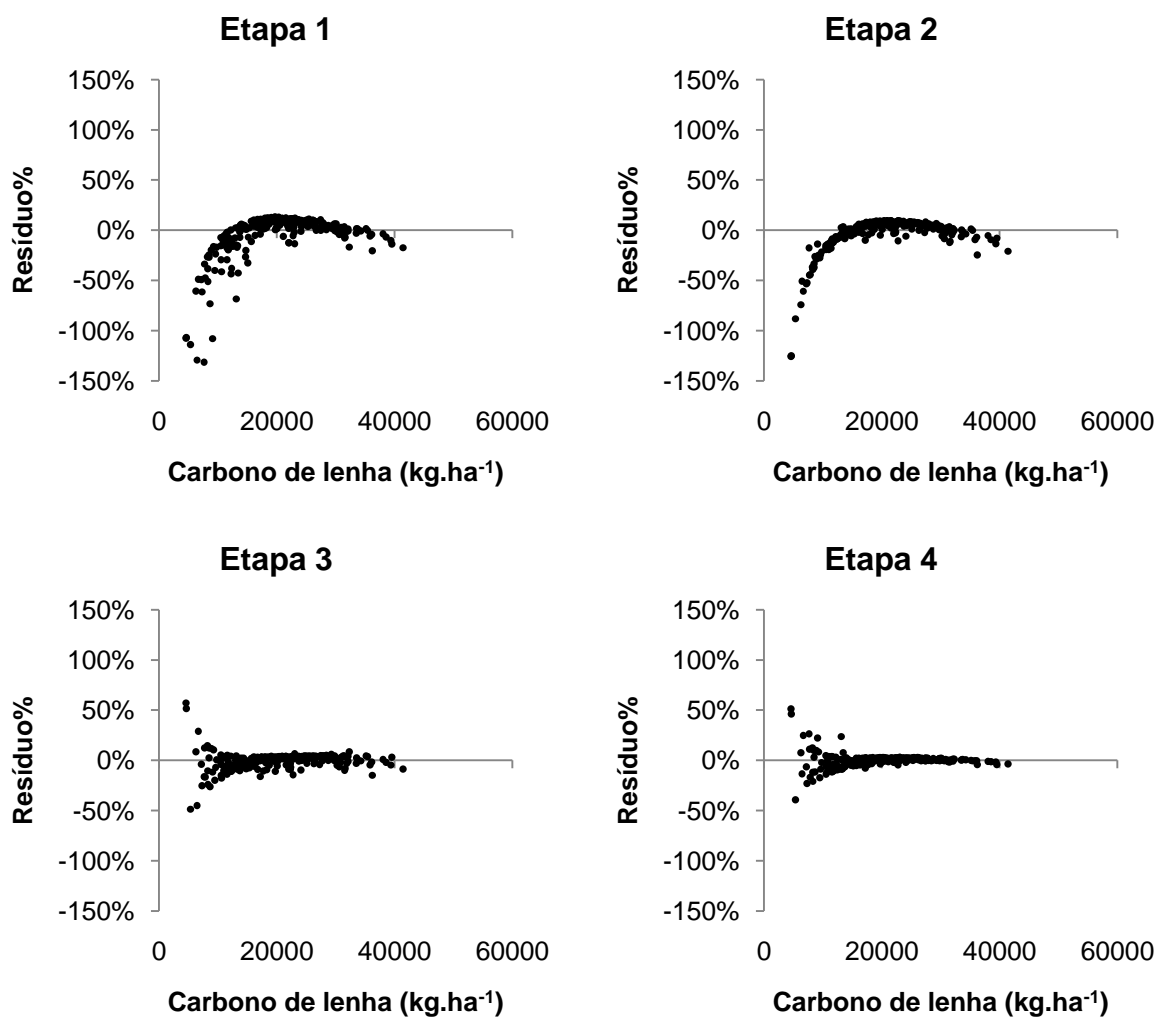 Etapa 1
150%
100%
50%
0%
-50%
-100%
-150%
Resíduo%
0 20000 40000 60000
Carbono de lenha (kg.ha⁻¹)
Etapa 2
150%
100%
50%
0%
-50%
-100%
-150%
Resíduo%
0 20000 40000 60000
Carbono de lenha (kg.ha⁻¹)
Etapa 3
150%
100%
50%
0%
-50%
-100%
-150%
Resíduo%
0 20000 40000 60000
Carbono de lenha (kg.ha⁻¹)
Etapa 4
150%
100%
50%
0%
-50%
-100%
-150%
Resíduo%
0 20000 40000 60000
Carbono de lenha (kg.ha⁻¹)